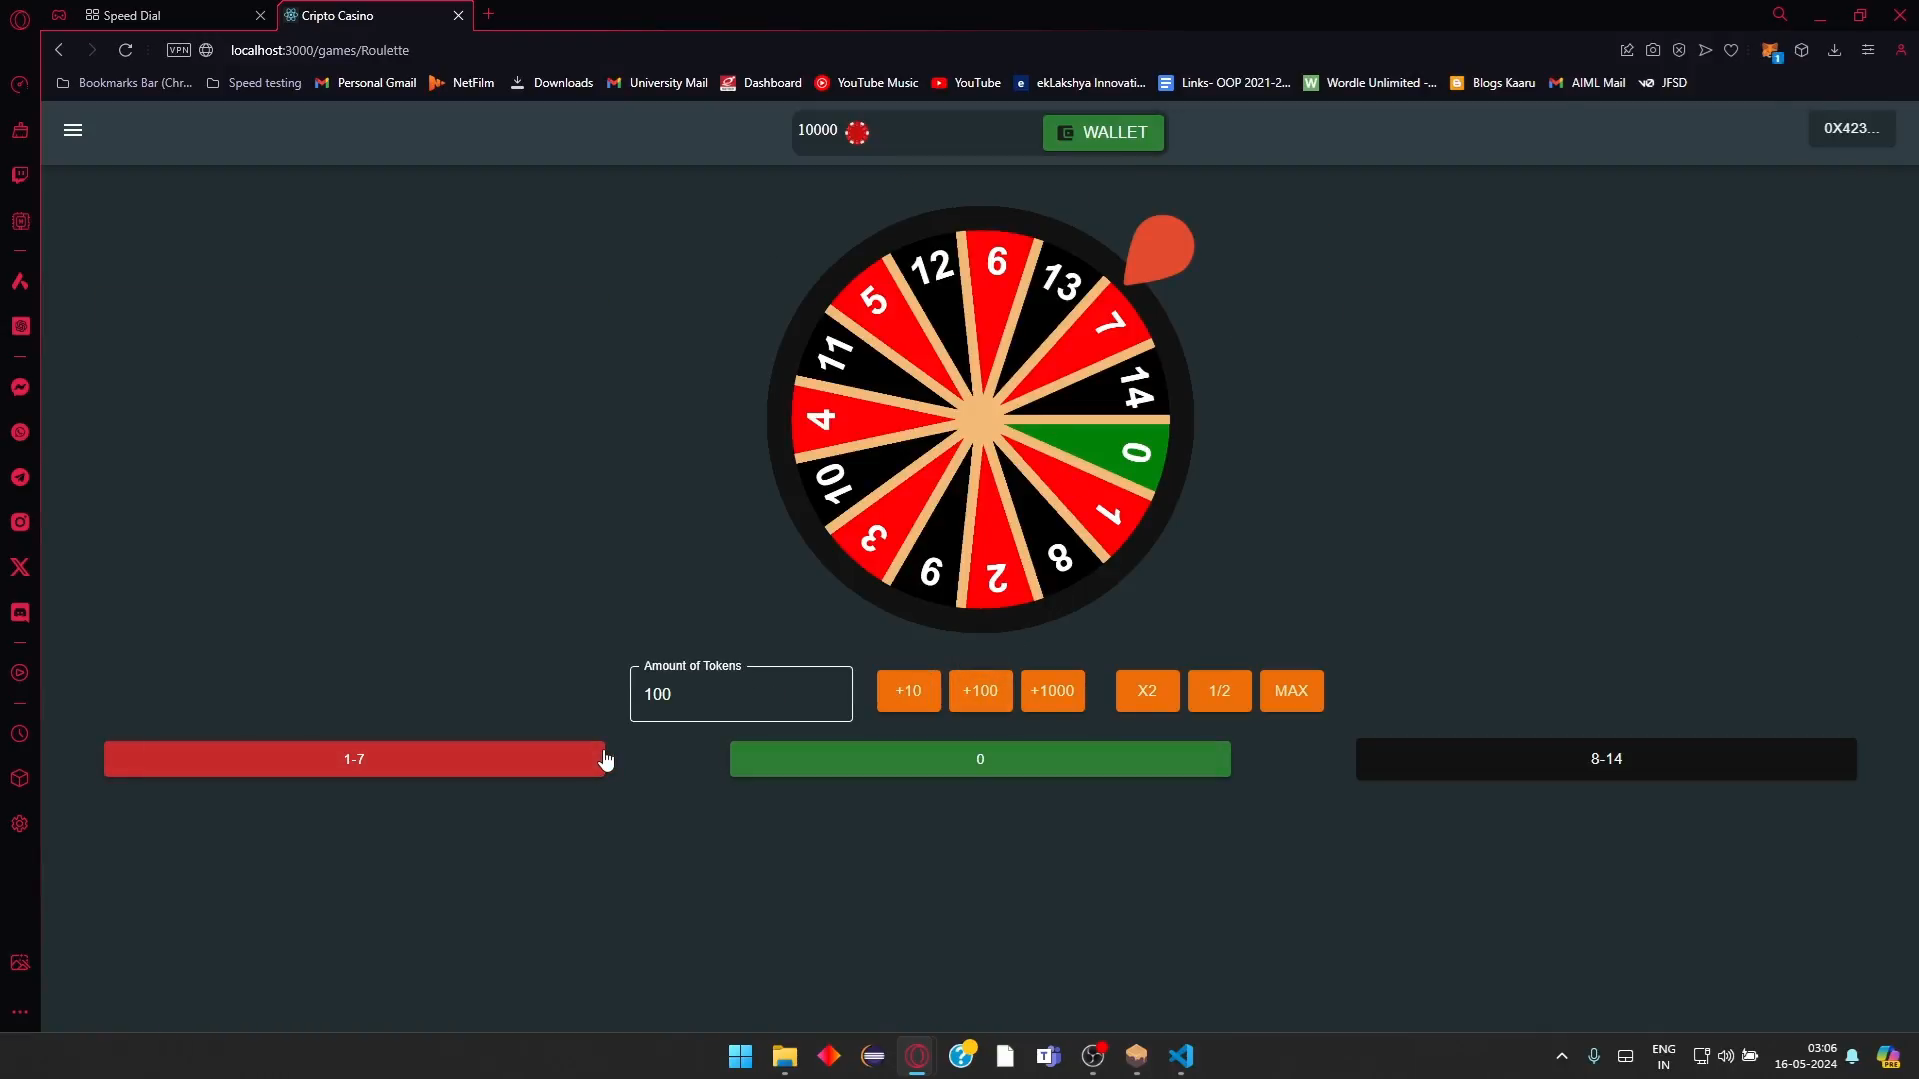 Speed Dial
Cripto Casino
VPN localhost:3000/games/Roulette
1
Bookmarks Bar (Chr... Speed testing Personal Gmail NetFilm Downloads University Mail Dashboard YouTube Music YouTube ekLakshya Innovati... Links- OOP 2021-2... Wordle Unlimited -... Blogs Kaaru AIML Mail JFSD
10000 WALLET 0X423...
12 6 13
5 7
11 14
4
0
10 1
3 9 2 8
Amount of Tokens
100 +10 +100 +1000 X2 1/2 MAX
1-7 0 8-14
ENG
IN
03:06
16-05-2024
PRE